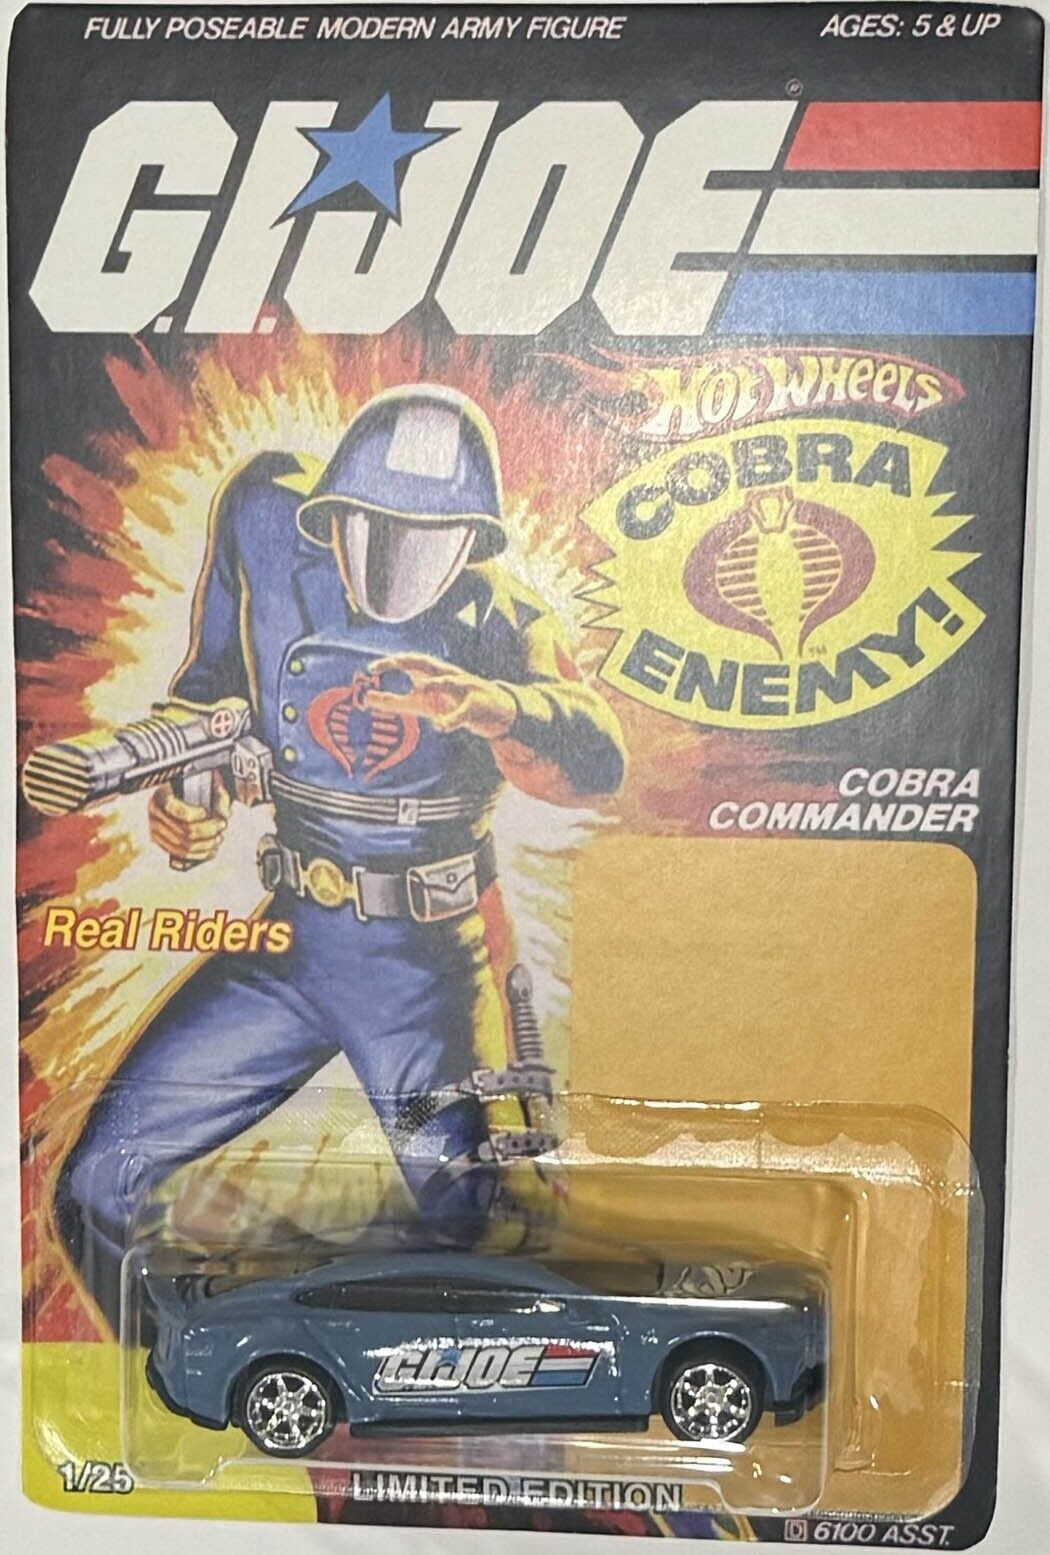 FULLY POSEABLE MODERN ARMY FIGURE
AGES: 5 & UP
G.I.JOE®
HOT WHEELS
COBRA
ENEMY!
COBRA
COMMANDER
Real Riders
G.I.JOE
1/25
LIMITED EDITION
D 6100 ASST.